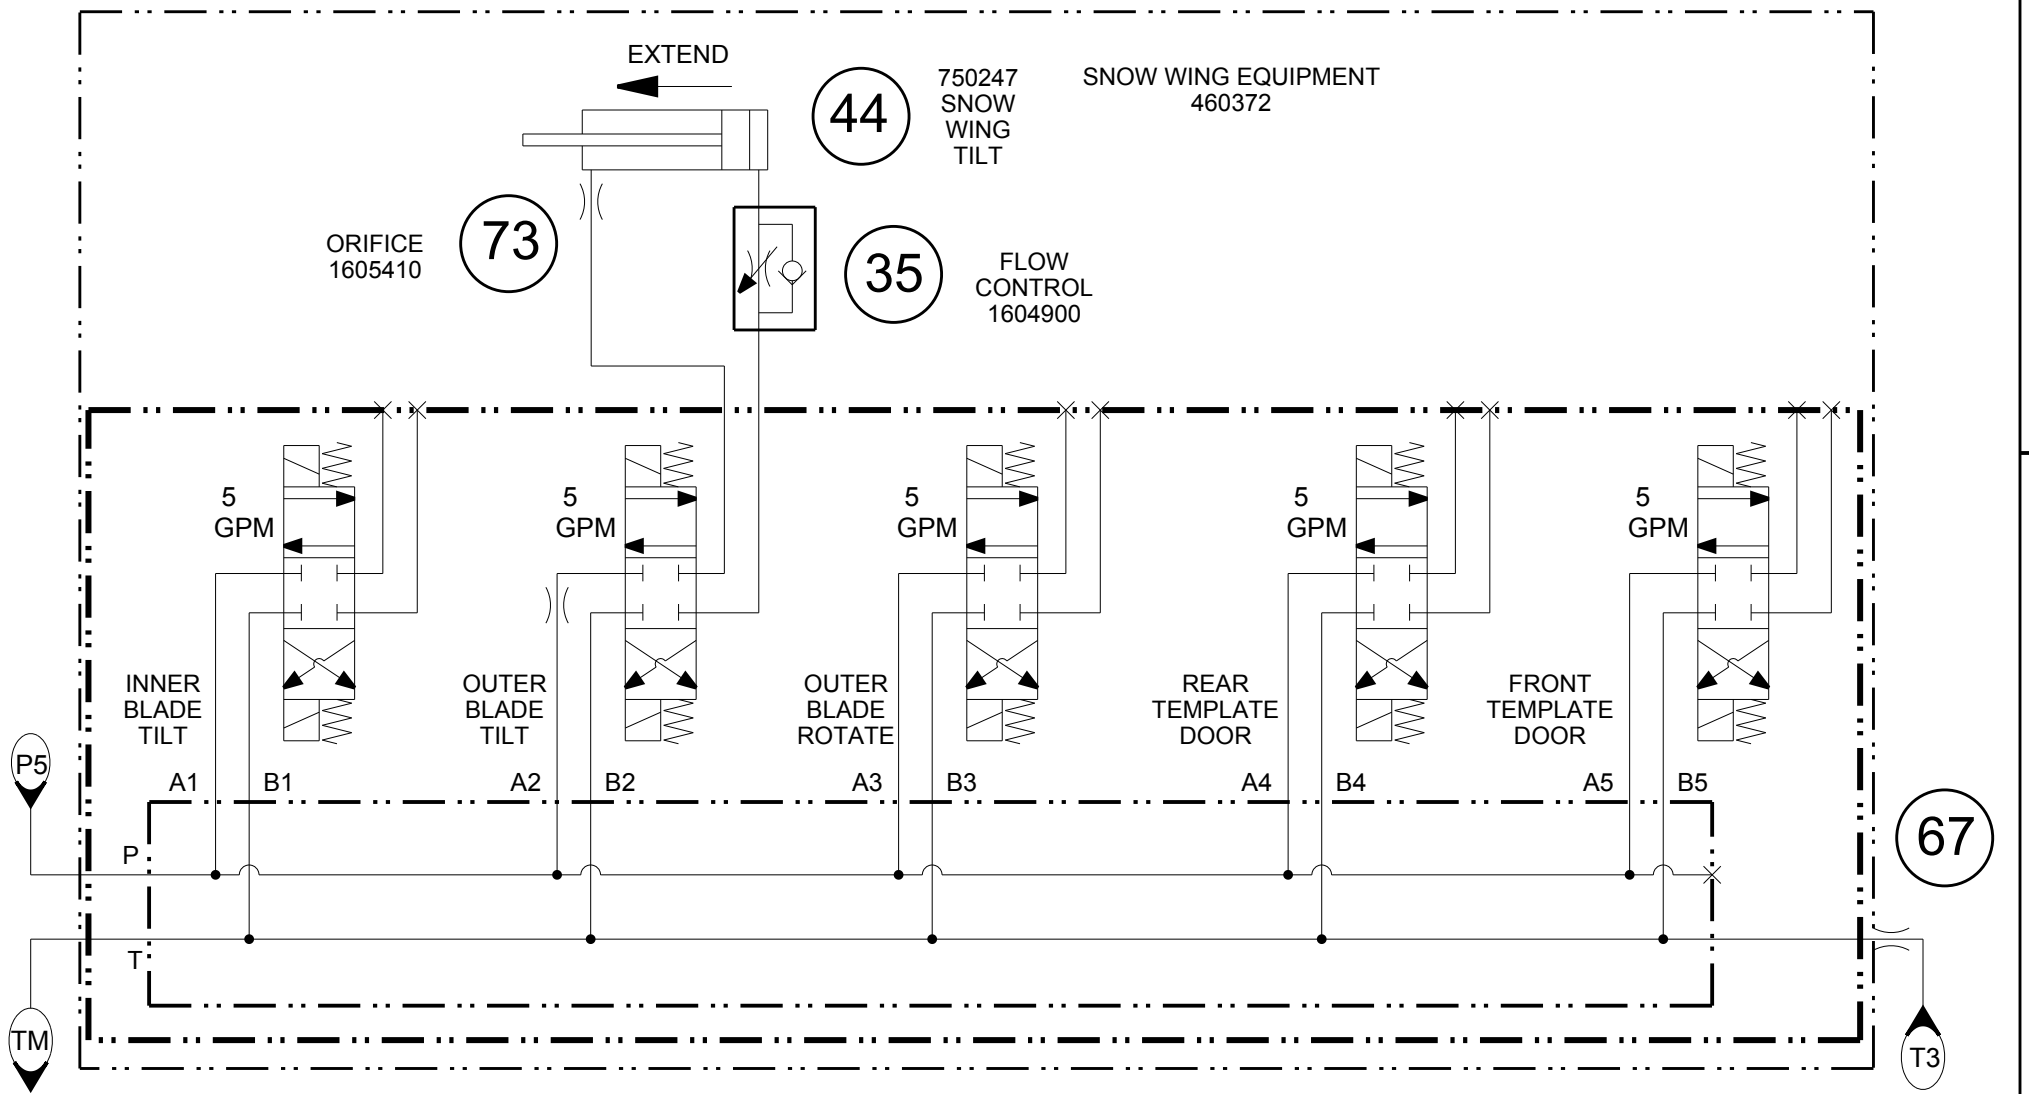 EXTEND
44
750247
SNOW
WING
TILT
SNOW WING EQUIPMENT
460372
ORIFICE
1605410
73
35
FLOW
CONTROL
1604900
5
GPM
5
GPM
5
GPM
5
GPM
5
GPM
INNER
BLADE
TILT
OUTER
BLADE
TILT
OUTER
BLADE
ROTATE
REAR
TEMPLATE
DOOR
FRONT
TEMPLATE
DOOR
P5
A1 B1 A2 B2 A3 B3 A4 B4 A5 B5
67
P
T
TM
T3